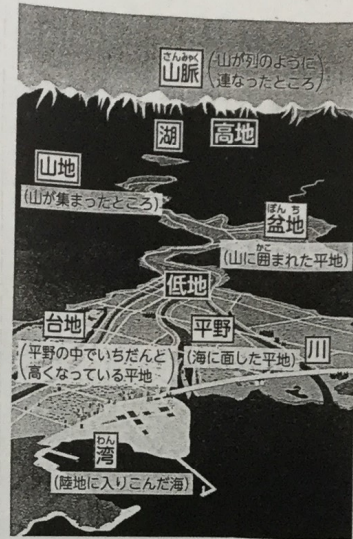 さんみゃく
山脈
(山が列のように
連なったところ)
湖
高地
山地
(山が集まったところ)
ぼんち
盆地
かこ
(山に囲まれた平地)
低地
台地
(平野の中でいちだんと
高くなっている平地)
平野
(海に面した平地)
川
わん
湾
(陸地に入りこんだ海)